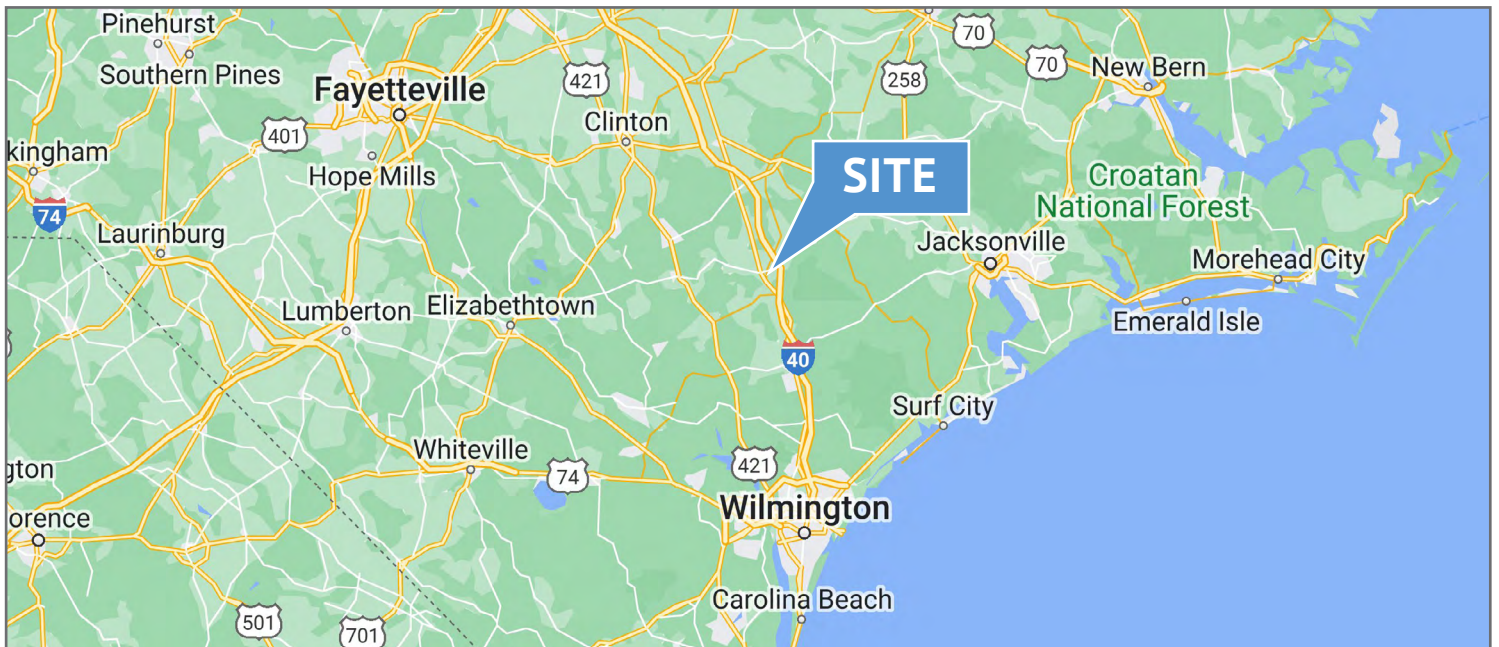 Pinehurst
Southern Pines
Fayetteville
421
70
258
70
New Bern
401
Clinton
kingham
Hope Mills
SITE
Croatan
National Forest
74
Laurinburg
Jacksonville
Morehead City
Lumberton
Elizabethtown
Emerald Isle
40
Surf City
Whiteville
gton
74
421
Wilmington
orence
Carolina Beach
501
701